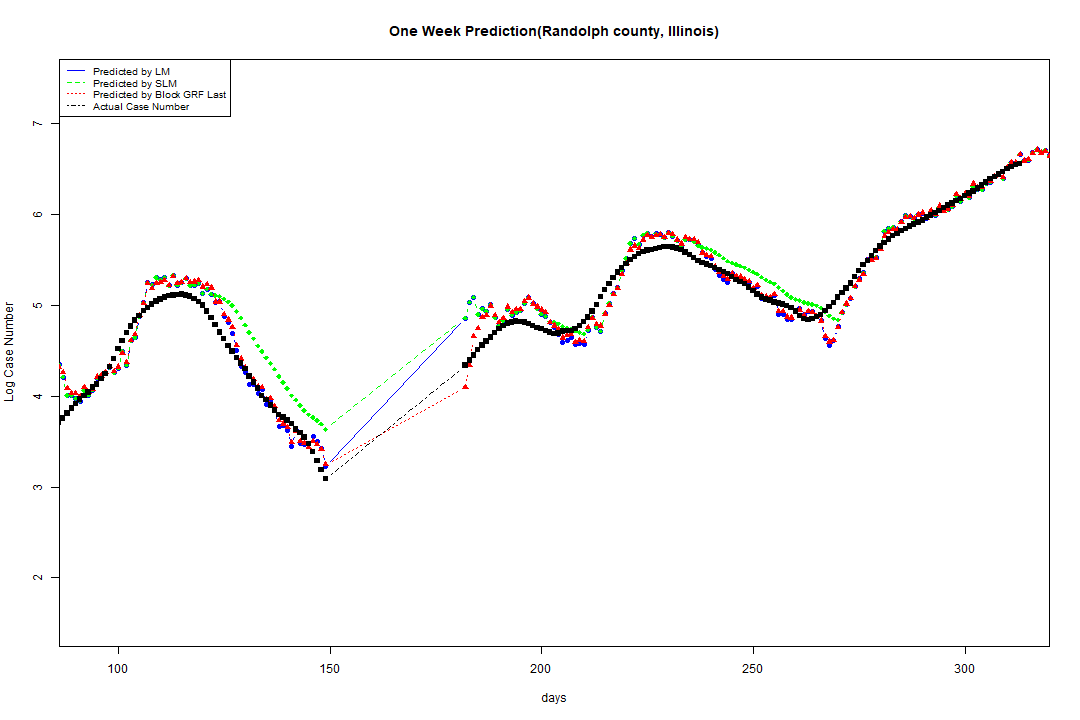 One Week Prediction(Randolph county, Illinois)
Predicted by LM
Predicted by SLM
Predicted by Block GRF Last
Actual Case Number
Log Case Number
7
6
5
4
3
2
100 150 200 250 300
days